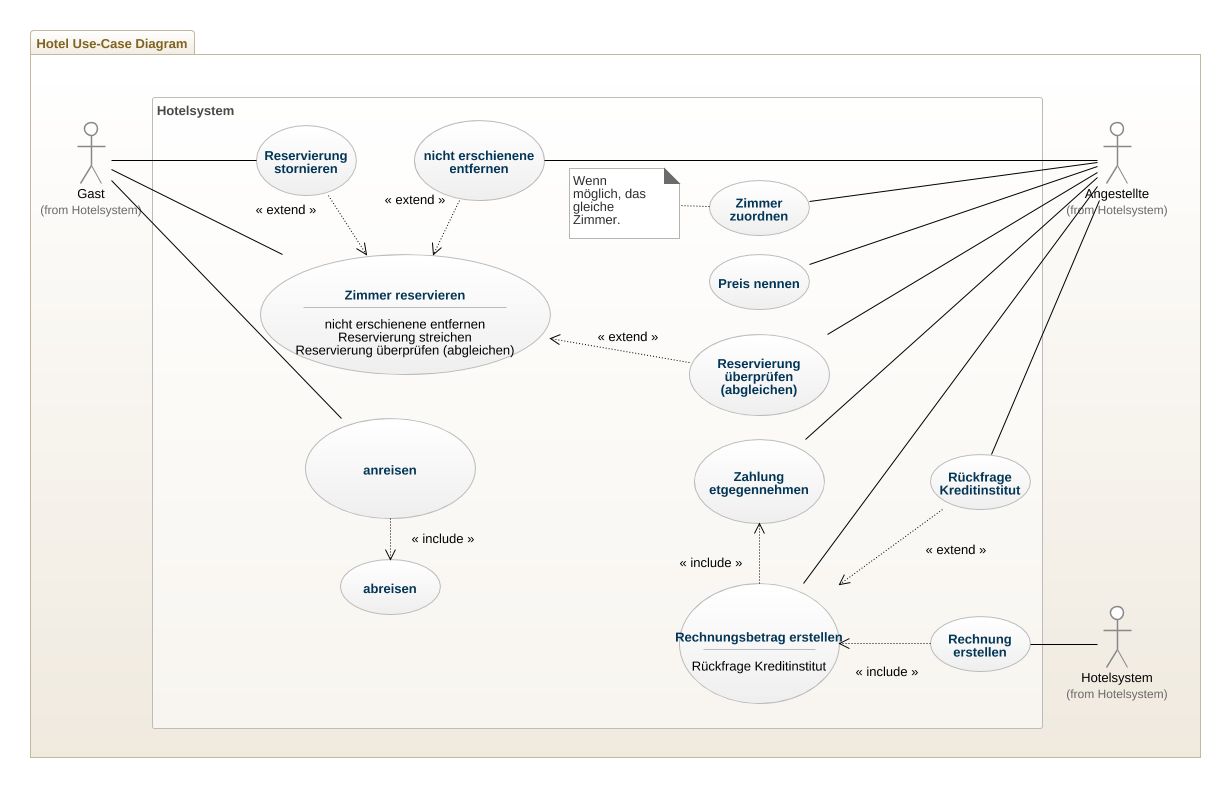 Hotel Use-Case Diagram
Hotelsystem
Gast
(from Hotelsystem)
Reservierung
stornieren
nicht erschienene
entfernen
« extend »
« extend »
Wenn
möglich, das
gleiche
Zimmer.
Zimmer
zuordnen
Angestellte
(from Hotelsystem)
Zimmer reservieren
nicht erschienene entfernen
Reservierung streichen
Reservierung überprüfen (abgleichen)
Preis nennen
« extend »
Reservierung
überprüfen
(abgleichen)
anreisen
« include »
abreisen
Zahlung
etgegennehmen
Rückfrage
Kreditinstitut
« include »
« extend »
Rechnungsbetrag erstellen
Rückfrage Kreditinstitut
« include »
Rechnung
erstellen
Hotelsystem
(from Hotelsystem)